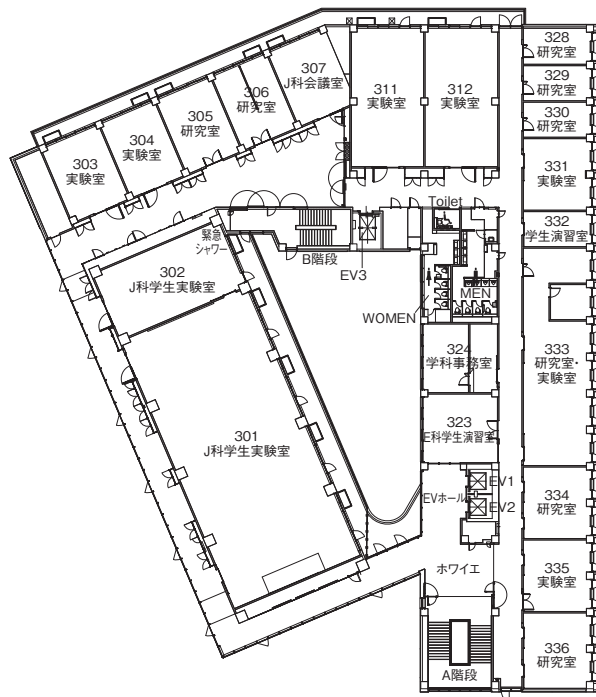 328
研究室
329
研究室
330
研究室
331
実験室
332
学生演習室
333
研究室・
実験室
334
研究室
335
実験室
336
研究室
307
J科会議室
306
研究室
305
研究室
304
実験室
303
実験室
311
実験室
312
実験室
Toilet
緊急
シャワー
B階段
EV3
WOMEN
MEN
302
J科学生実験室
301
J科学生実験室
324
学科事務室
323
E科学生演習室
EVホール
EV1
EV2
ホワイエ
A階段